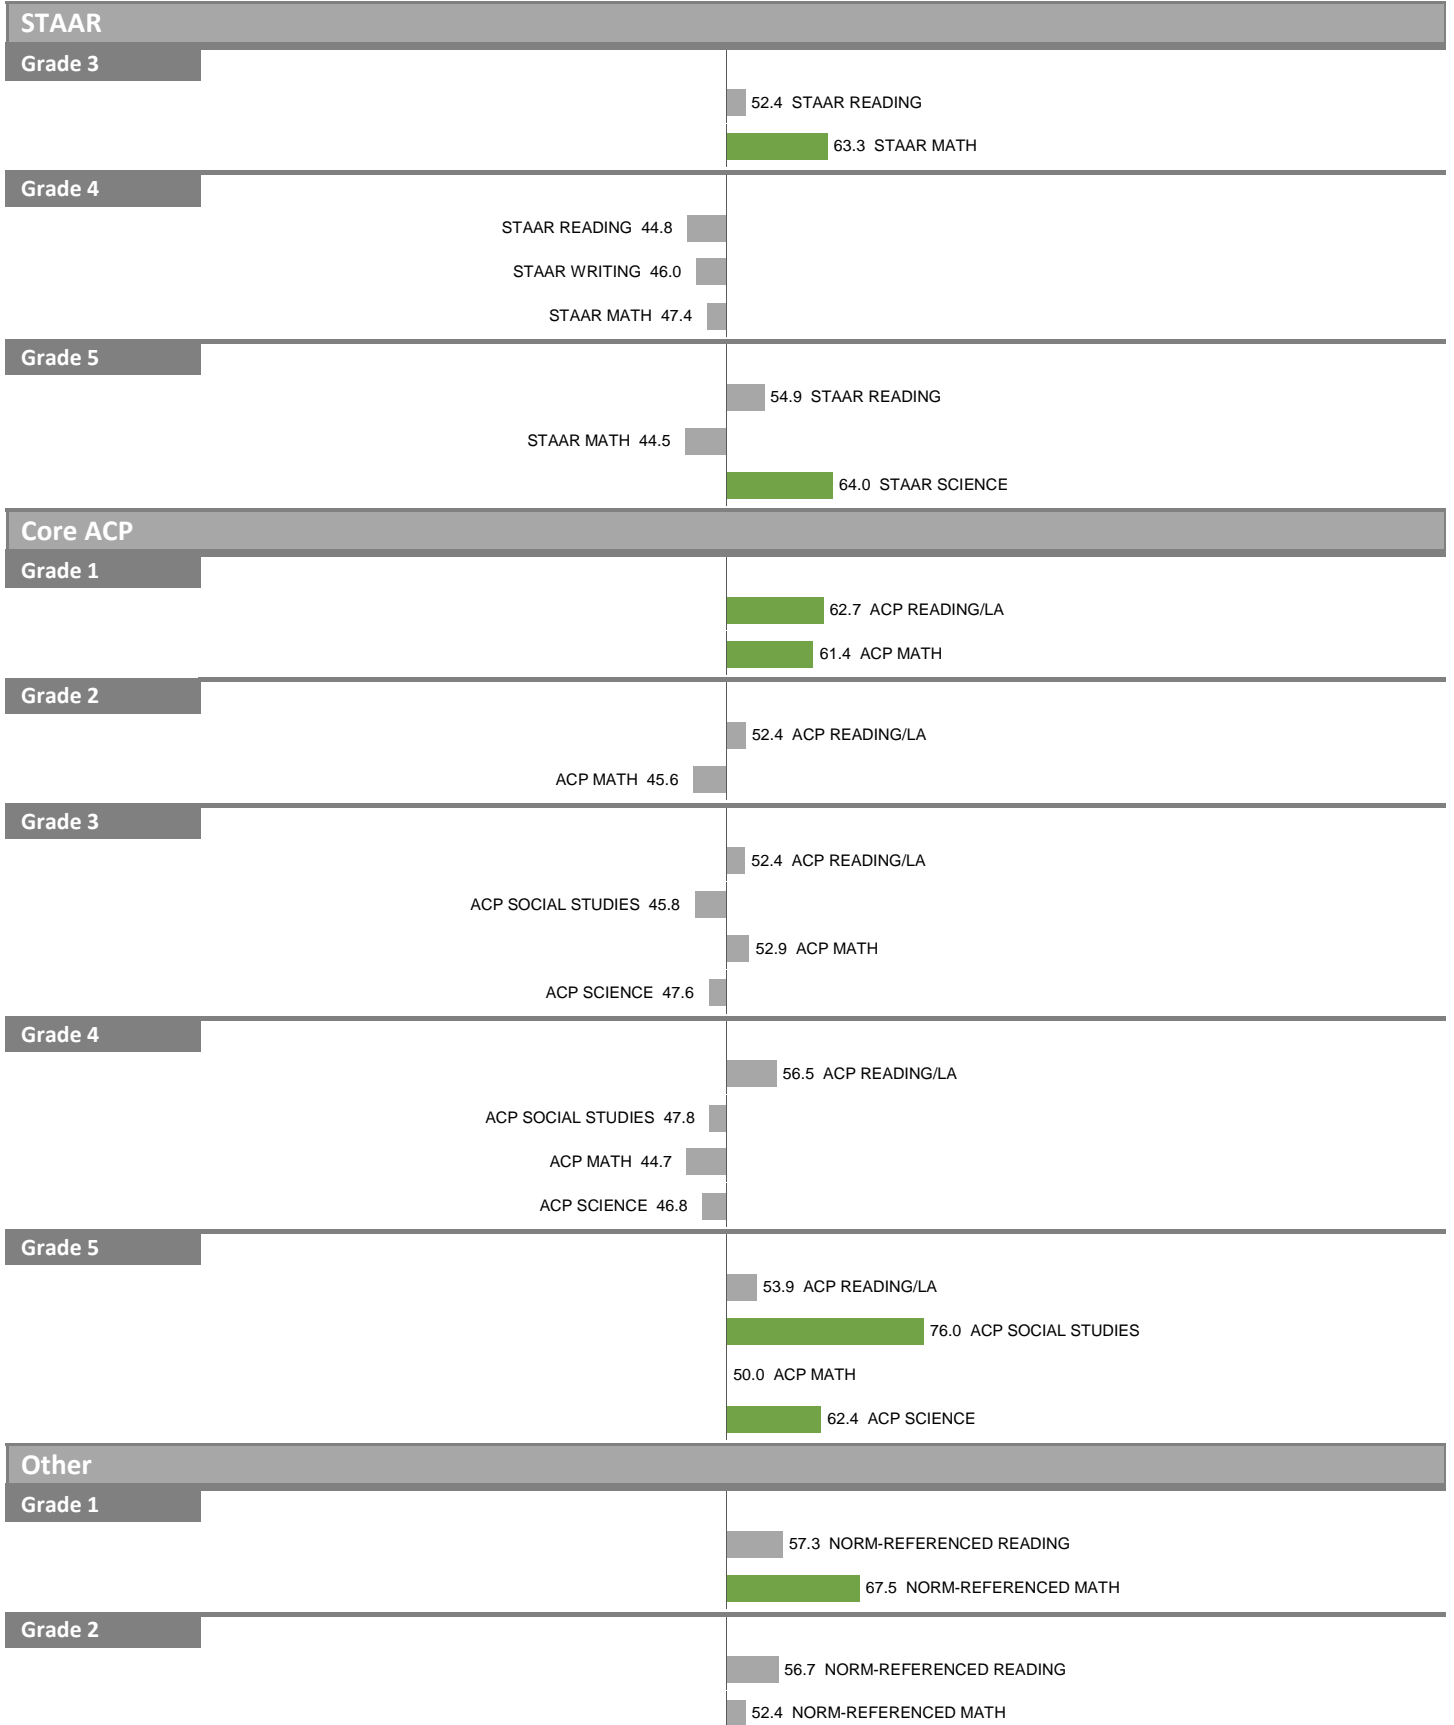 STAAR
Grade 3
52.4 STAAR READING
63.3 STAAR MATH
Grade 4
STAAR READING 44.8
STAAR WRITING 46.0
STAAR MATH 47.4
Grade 5
54.9 STAAR READING
STAAR MATH 44.5
64.0 STAAR SCIENCE
Core ACP
Grade 1
62.7 ACP READING/LA
61.4 ACP MATH
Grade 2
52.4 ACP READING/LA
ACP MATH 45.6
Grade 3
52.4 ACP READING/LA
ACP SOCIAL STUDIES 45.8
52.9 ACP MATH
ACP SCIENCE 47.6
Grade 4
56.5 ACP READING/LA
ACP SOCIAL STUDIES 47.8
ACP MATH 44.7
ACP SCIENCE 46.8
Grade 5
53.9 ACP READING/LA
76.0 ACP SOCIAL STUDIES
50.0 ACP MATH
62.4 ACP SCIENCE
Other
Grade 1
57.3 NORM-REFERENCED READING
67.5 NORM-REFERENCED MATH
Grade 2
56.7 NORM-REFERENCED READING
52.4 NORM-REFERENCED MATH